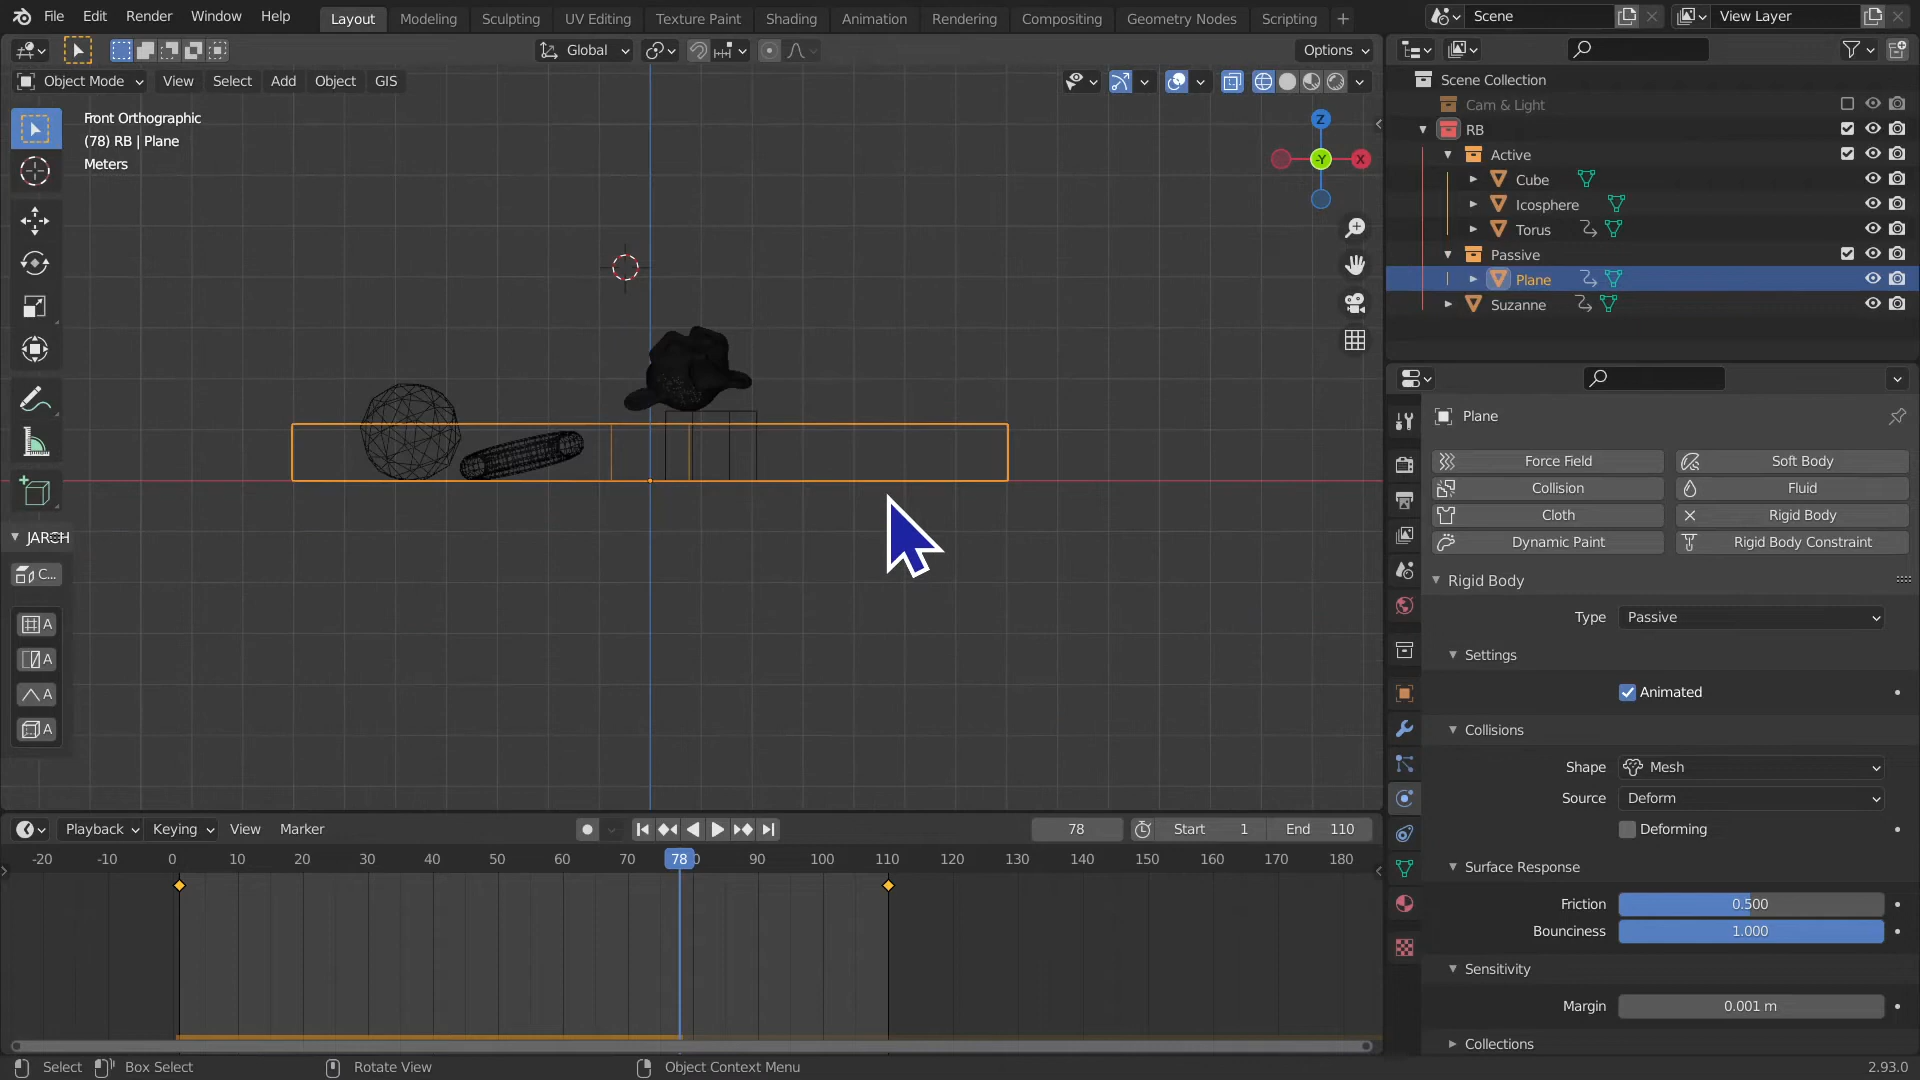 File Edit Render Window Help Layout Modeling Sculpting UV Editing Texture Paint Shading Animation Rendering Compositing Geometry Nodes Scripting + Scene View Layer
Global Options
Object Mode View Select Add Object GIS
Front Orthographic
(78) RB | Plane
Meters
Z
-Y X
Scene Collection
Cam & Light
RB
Active
Cube
Icosphere
Torus
Passive
Plane
Suzanne
Plane
Force Field Soft Body
Collision Fluid
Cloth Rigid Body
Dynamic Paint Rigid Body Constraint
Rigid Body
Type Passive
Settings
Animated
Collisions
Shape Mesh
Source Deform
Deforming
Surface Response
Friction 0.500
Bounciness 1.000
Sensitivity
Margin 0.001 m
Collections
C...
A
A
A
A
Playback Keying View Marker 78 Start 1 End 110
-20 -10 0 10 20 30 40 50 60 70 78 90 100 110 120 130 140 150 160 170 180
Select Box Select Rotate View Object Context Menu 2.93.0